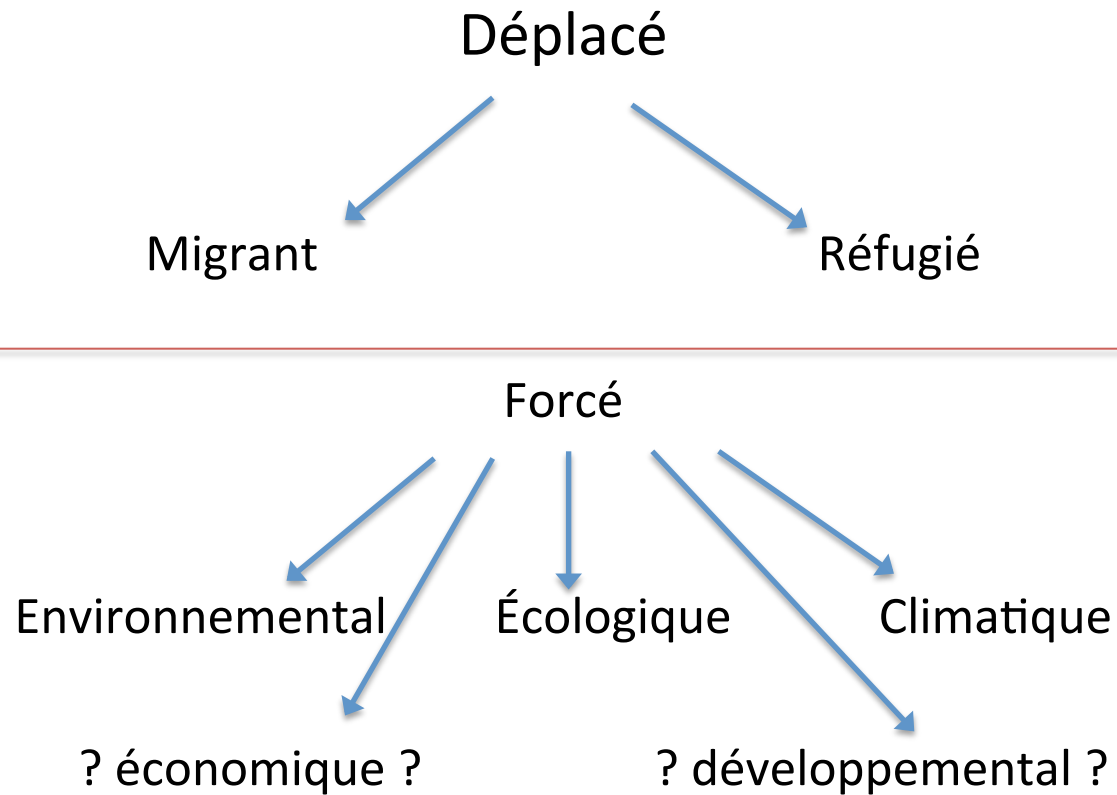 Déplacé
Migrant Réfugié
Forcé
Environnemental Écologique Climatique
? économique ? ? développemental ?